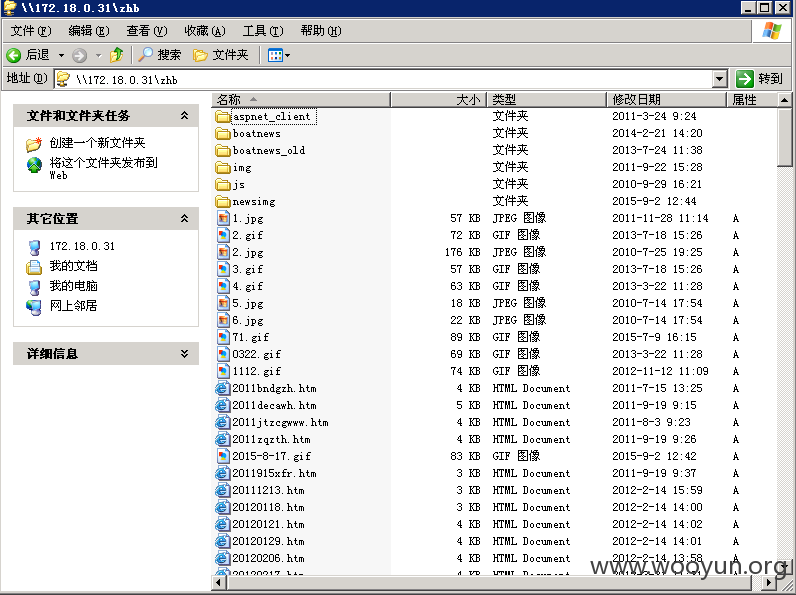 \\172.18.0.31\zhb
文件(F) 编辑(E) 查看(V) 收藏(A) 工具(T) 帮助(H)
后退 搜索 文件夹
地址(D) \\172.18.0.31\zhb 转到
文件和文件夹任务
创建一个新文件夹
将这个文件夹发布到
Web
其它位置
172.18.0.31
我的文档
我的电脑
网上邻居
详细信息
名称 大小 类型 修改日期 属性
aspnet_client 文件夹 2011-3-24 9:24
boatnews 文件夹 2014-2-21 14:20
boatnews_old 文件夹 2013-7-24 11:38
img 文件夹 2011-9-22 15:28
js 文件夹 2010-9-29 16:21
newsimg 文件夹 2015-9-2 12:44
1.jpg 57 KB JPEG 图像 2011-11-28 11:14 A
2.gif 72 KB GIF 图像 2013-7-18 15:26 A
2.jpg 176 KB JPEG 图像 2010-7-25 19:25 A
3.gif 57 KB GIF 图像 2013-7-18 15:26 A
4.gif 63 KB GIF 图像 2013-3-22 11:28 A
5.jpg 18 KB JPEG 图像 2010-7-14 17:54 A
6.jpg 22 KB JPEG 图像 2010-7-14 17:54 A
71.gif 89 KB GIF 图像 2015-7-9 16:15 A
0322.gif 69 KB GIF 图像 2013-3-22 11:28 A
1112.gif 74 KB GIF 图像 2012-11-12 11:09 A
2011bndgzh.htm 4 KB HTML Document 2011-7-15 13:25 A
2011decawh.htm 5 KB HTML Document 2011-9-19 9:15 A
2011jtzcgwww.htm 4 KB HTML Document 2011-8-3 9:23 A
2011zqzth.htm 4 KB HTML Document 2011-9-19 9:26 A
2015-8-17.gif 83 KB GIF 图像 2015-9-2 12:42 A
2011915xfr.htm 3 KB HTML Document 2011-9-19 9:37 A
20111213.htm 3 KB HTML Document 2012-2-14 15:59 A
20120118.htm 3 KB HTML Document 2012-2-14 14:00 A
20120121.htm 4 KB HTML Document 2012-2-14 14:02 A
20120129.htm 4 KB HTML Document 2012-2-14 14:01 A
20120206.htm 4 KB HTML Document 2012-2-14 13:58 A
www.wooyun.org